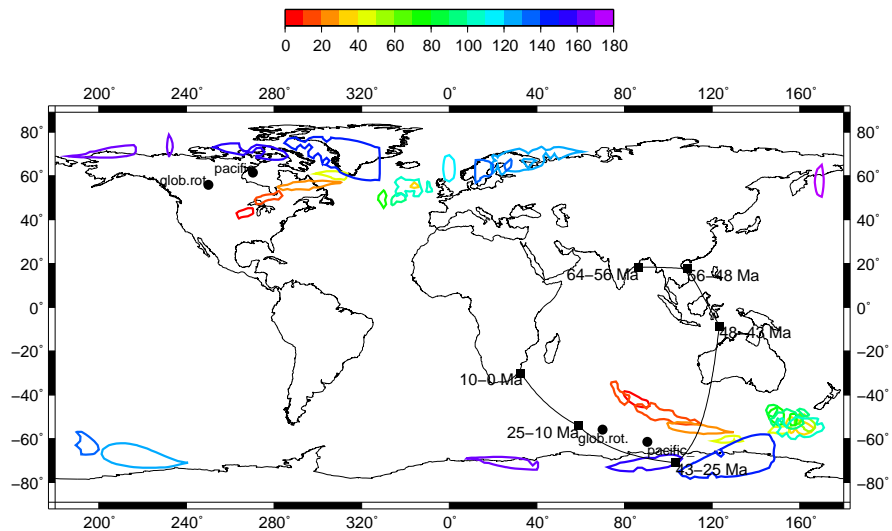 0 20 40 60 80 100 120 140 160 180
200° 240° 280° 320° 0° 40° 80° 120° 160°
80° 80°
pacific
glob.rot.
60° 60°
40° 40°
20° 20°
64−56 Ma 56−48 Ma
0° 0°
48−43 Ma
−20° −20°
10−0 Ma
−40° −40°
25−10 Ma glob.rot.
−60° −60°
pacific
43−25 Ma
−80° −80°
200° 240° 280° 320° 0° 40° 80° 120° 160°